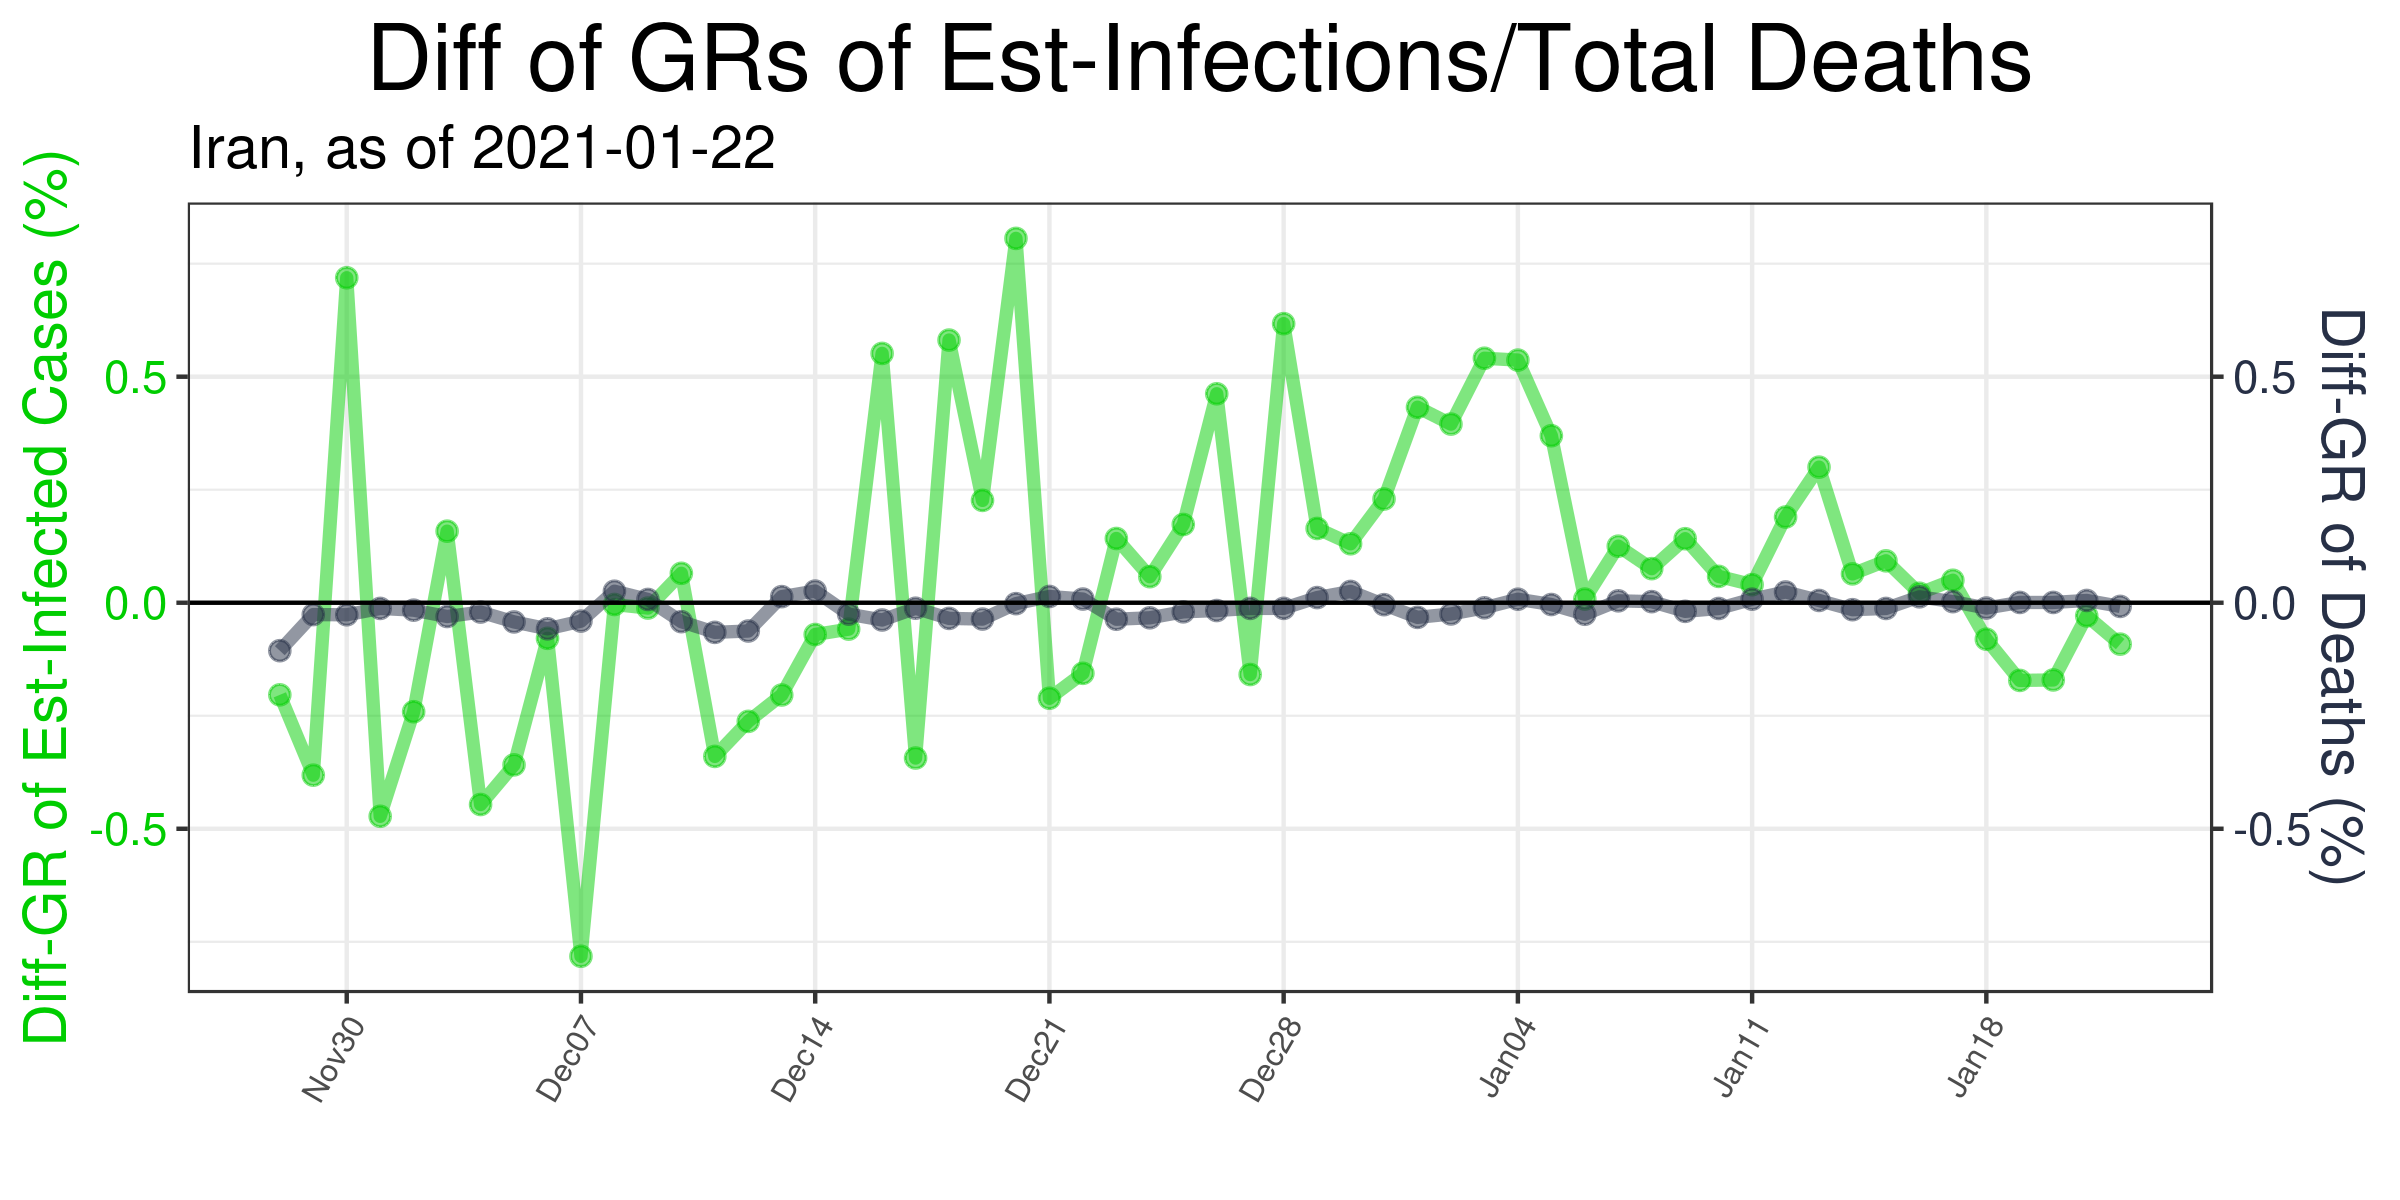 Diff of GRs of Est-Infections/Total Deaths
Iran, as of 2021-01-22
Diff-GR of Est-Infected Cases (%)
0.5
0.0
-0.5
0.5
0.0
-0.5
Diff-GR of Deaths (%)
Nov30
Dec07
Dec14
Dec21
Dec28
Jan04
Jan11
Jan18